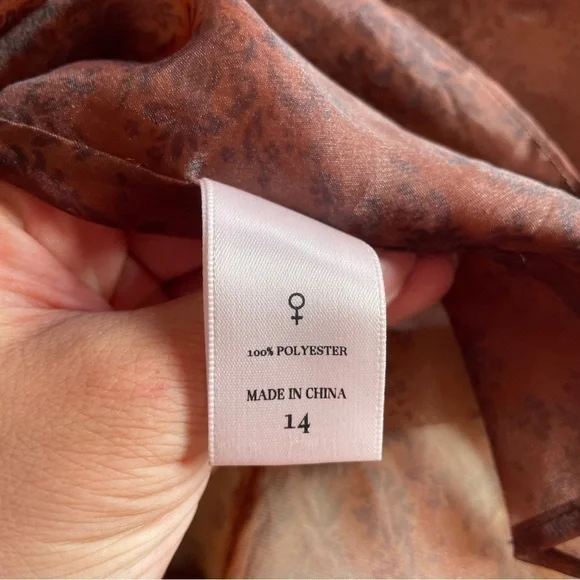 ♀
100% POLYESTER
MADE IN CHINA
14